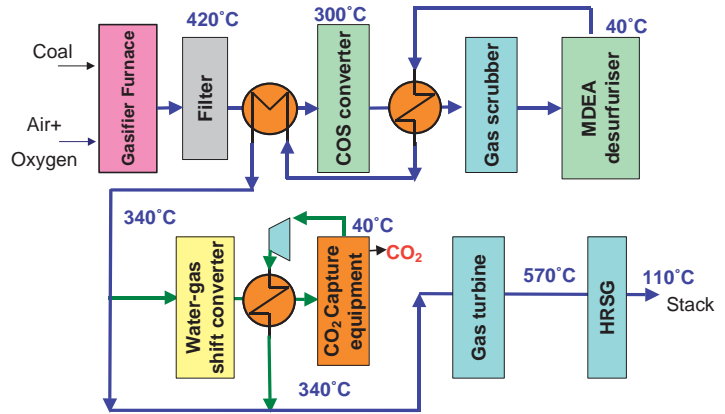 420˚C
300˚C
40˚C
Coal
Air+
Oxygen
Gasifier Furnace
Filter
COS converter
Gas scrubber
MDEA
desurfuriser
340˚C
Water-gas
shift converter
40˚C
CO₂
CO₂ Capture
equipment
340˚C
Gas turbine
570˚C
HRSG
110˚C
Stack